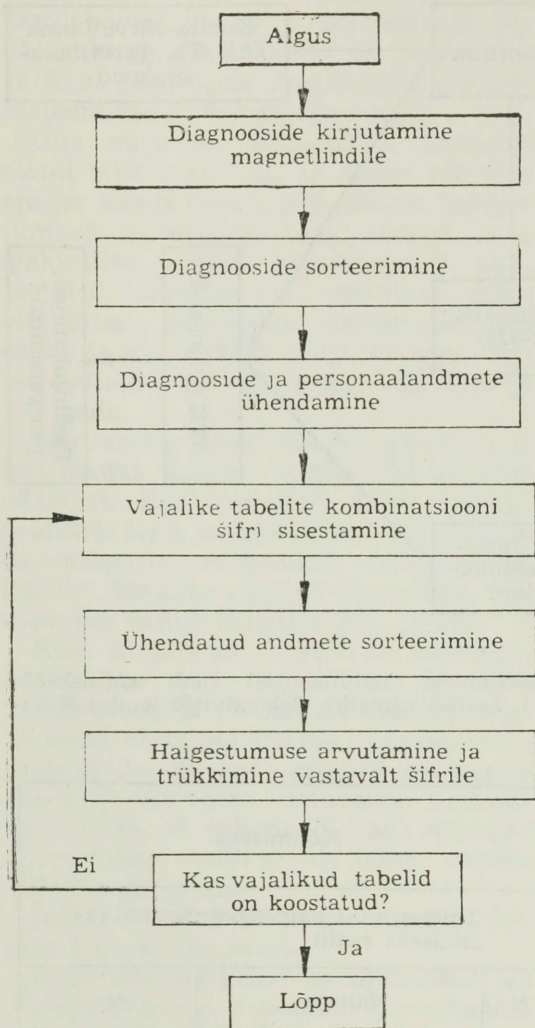 Algus
Diagnooside kirjutamine
magnetlindile
Diagnooside sorteerimine
Diagnooside ja personaalandmete
ühendamine
Vajalike tabelite kombinatsiooni
šifri sisestamine
Ühendatud andmete sorteerimine
Haigestumuse arvutamine ja
trükkimine vastavalt šifrile
Ei
Kas vajalikud tabelid
on koostatud?
Ja
Lõpp